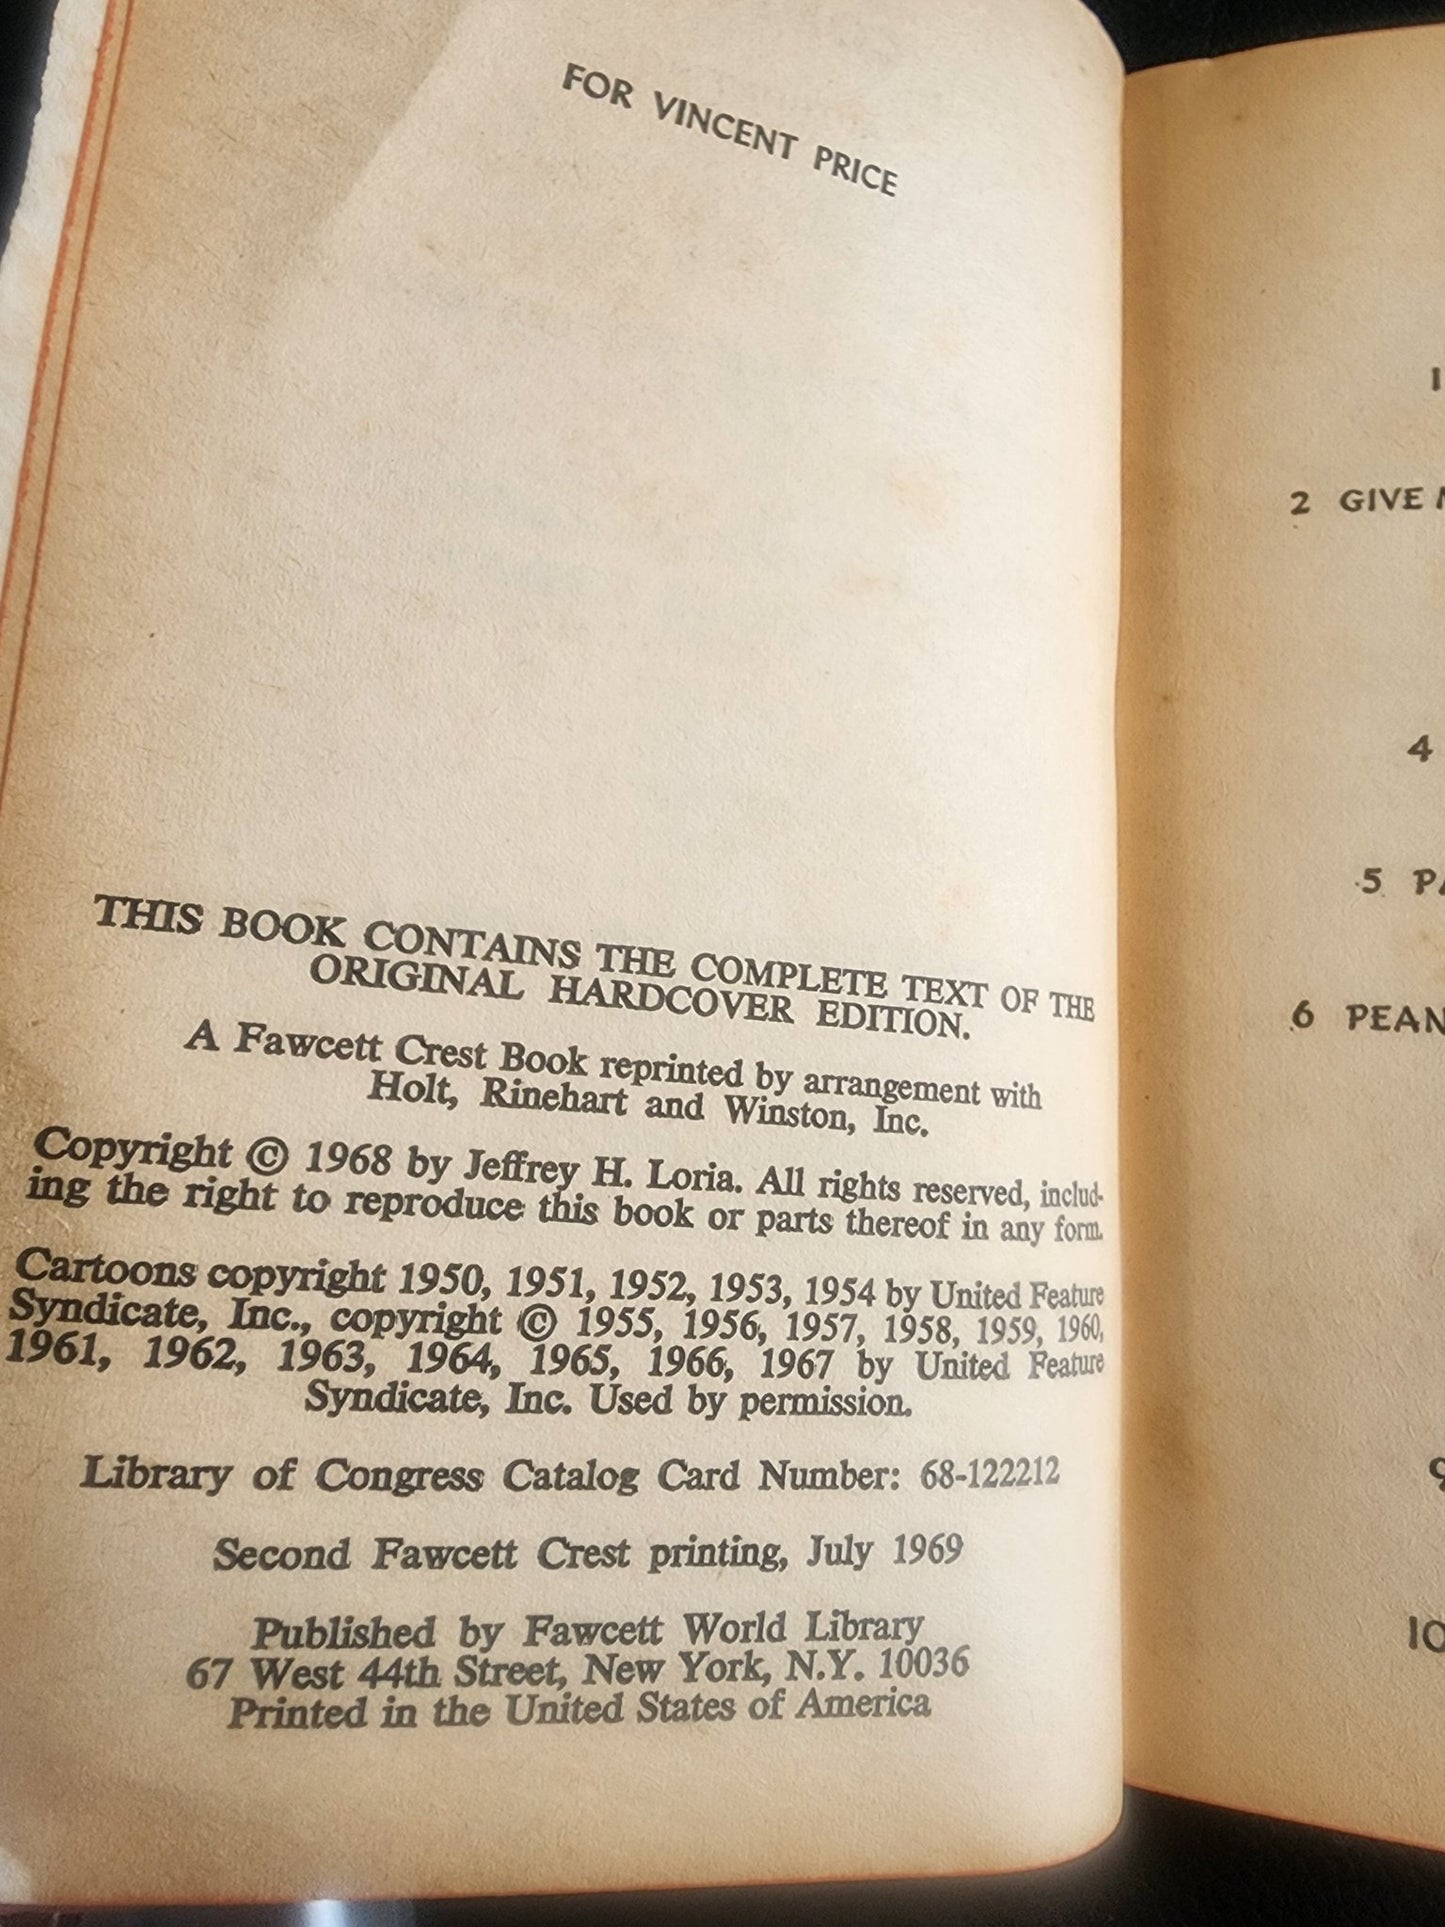 FOR VINCENT PRICE
THIS BOOK CONTAINS THE COMPLETE TEXT OF THE
ORIGINAL HARDCOVER EDITION.
A Fawcett Crest Book reprinted by arrangement with
Holt, Rinehart and Winston, Inc.
Copyright © 1968 by Jeffrey H. Loria. All rights reserved, includ-
ing the right to reproduce this book or parts thereof in any form.
Cartoons copyright 1950, 1951, 1952, 1953, 1954 by United Feature
Syndicate, Inc., copyright © 1955, 1956, 1957, 1958, 1959, 1960,
1961, 1962, 1963, 1964, 1965, 1966, 1967 by United Feature
Syndicate, Inc. Used by permission.
Library of Congress Catalog Card Number: 68-122212
Second Fawcett Crest printing, July 1969
Published by Fawcett World Library
67 West 44th Street, New York, N.Y. 10036
Printed in the United States of America
1
2 GIVE
4
5 PA
6 PEAN
9
10